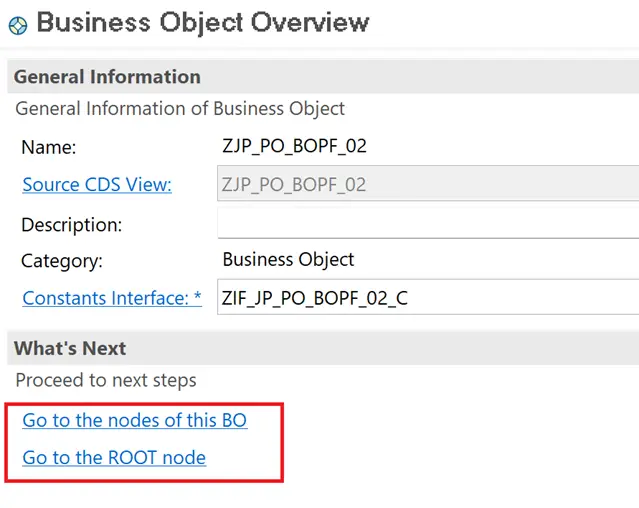 Business Object Overview
General Information
General Information of Business Object
Name: ZJP_PO_BOPF_02
Source CDS View: ZJP_PO_BOPF_02
Description:
Category: Business Object
Constants Interface: * ZIF_JP_PO_BOPF_02_C
What's Next
Proceed to next steps
Go to the nodes of this BO
Go to the ROOT node